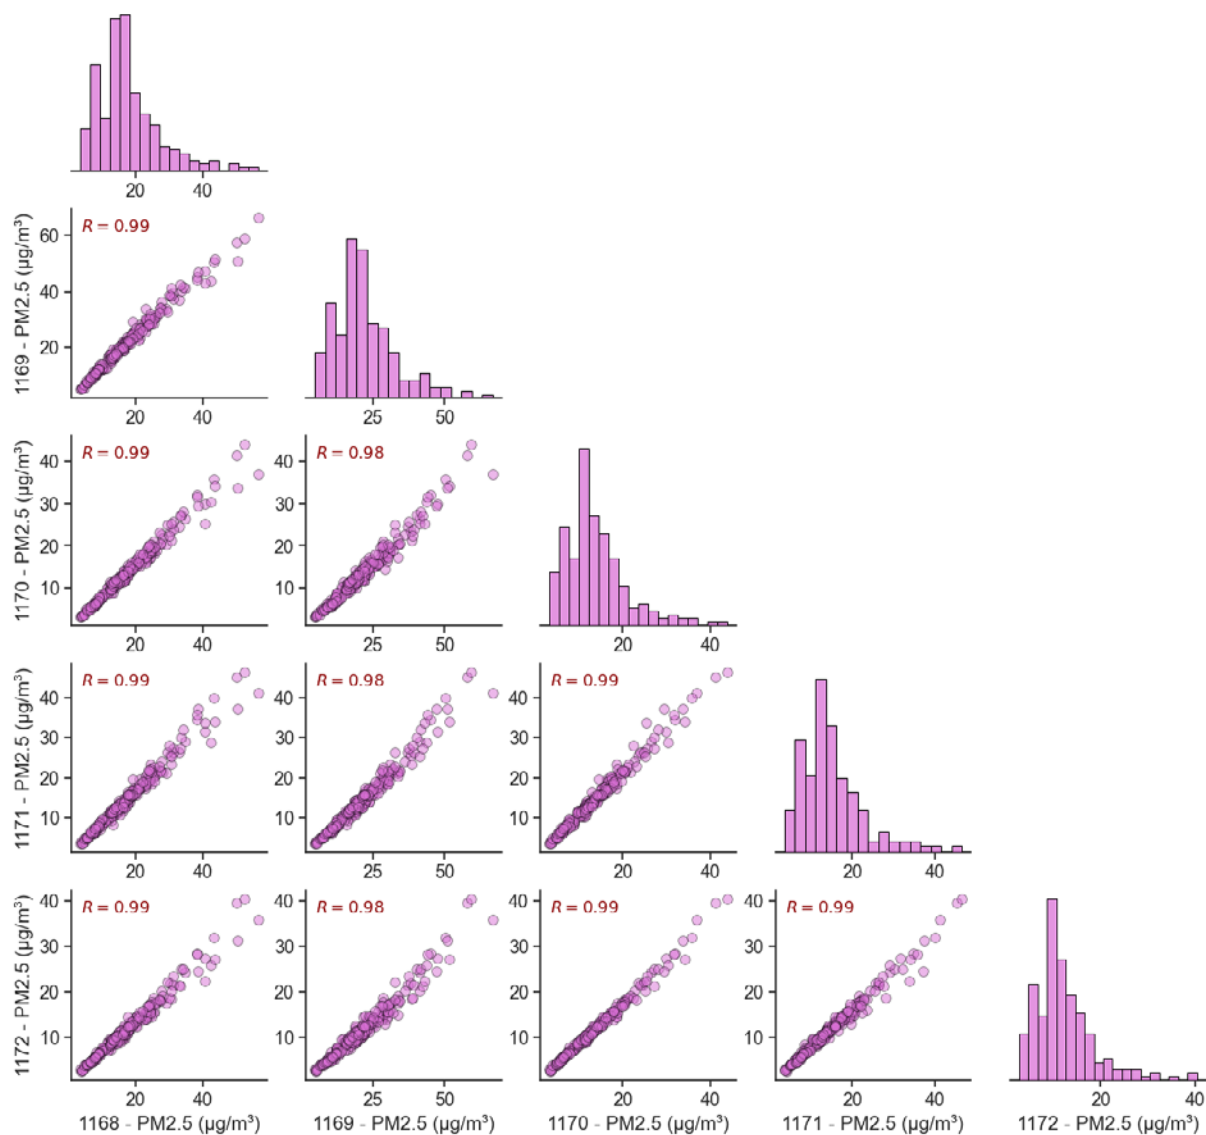 20 40
1169 - PM2.5 (µg/m³)
60
40
20
R = 0.99
20 40
25 50
1170 - PM2.5 (µg/m³)
40
30
20
10
R = 0.99
R = 0.98
20 40
25 50
20 40
1171 - PM2.5 (µg/m³)
40
30
20
10
R = 0.99
R = 0.98
R = 0.99
20 40
25 50
20 40
20 40
1172 - PM2.5 (µg/m³)
40
30
20
10
R = 0.99
R = 0.98
R = 0.99
R = 0.99
20 40
25 50
20 40
20 40
20 40
1168 - PM2.5 (µg/m³)
1169 - PM2.5 (µg/m³)
1170 - PM2.5 (µg/m³)
1171 - PM2.5 (µg/m³)
1172 - PM2.5 (µg/m³)